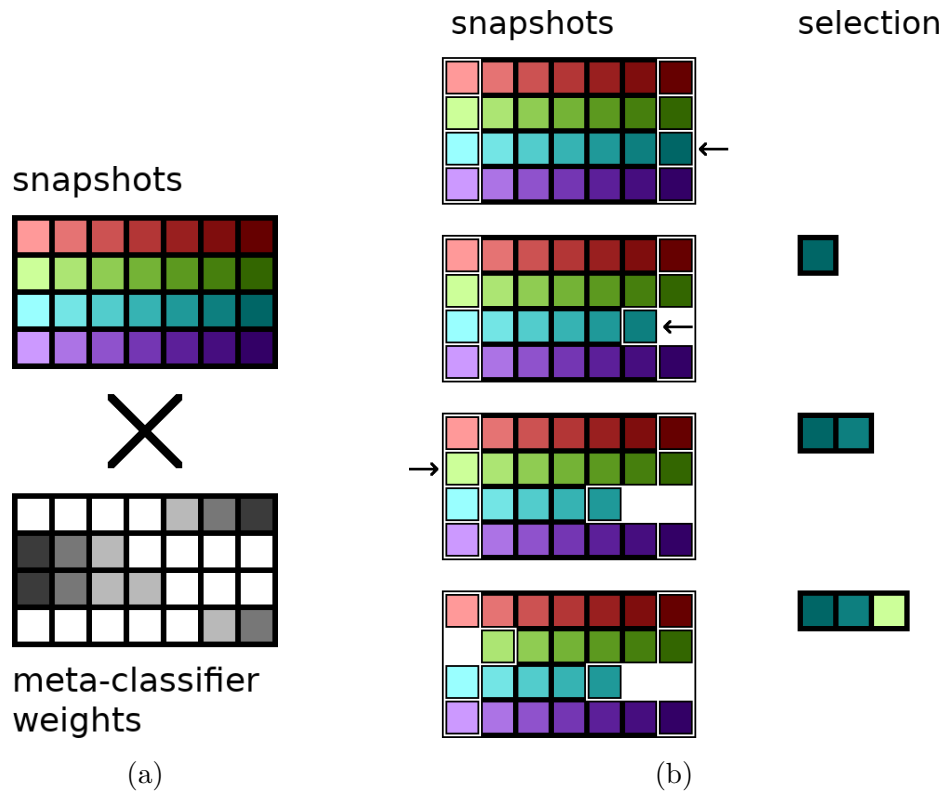 snapshots
meta-classifier
weights
(a)
snapshots
selection
(b)